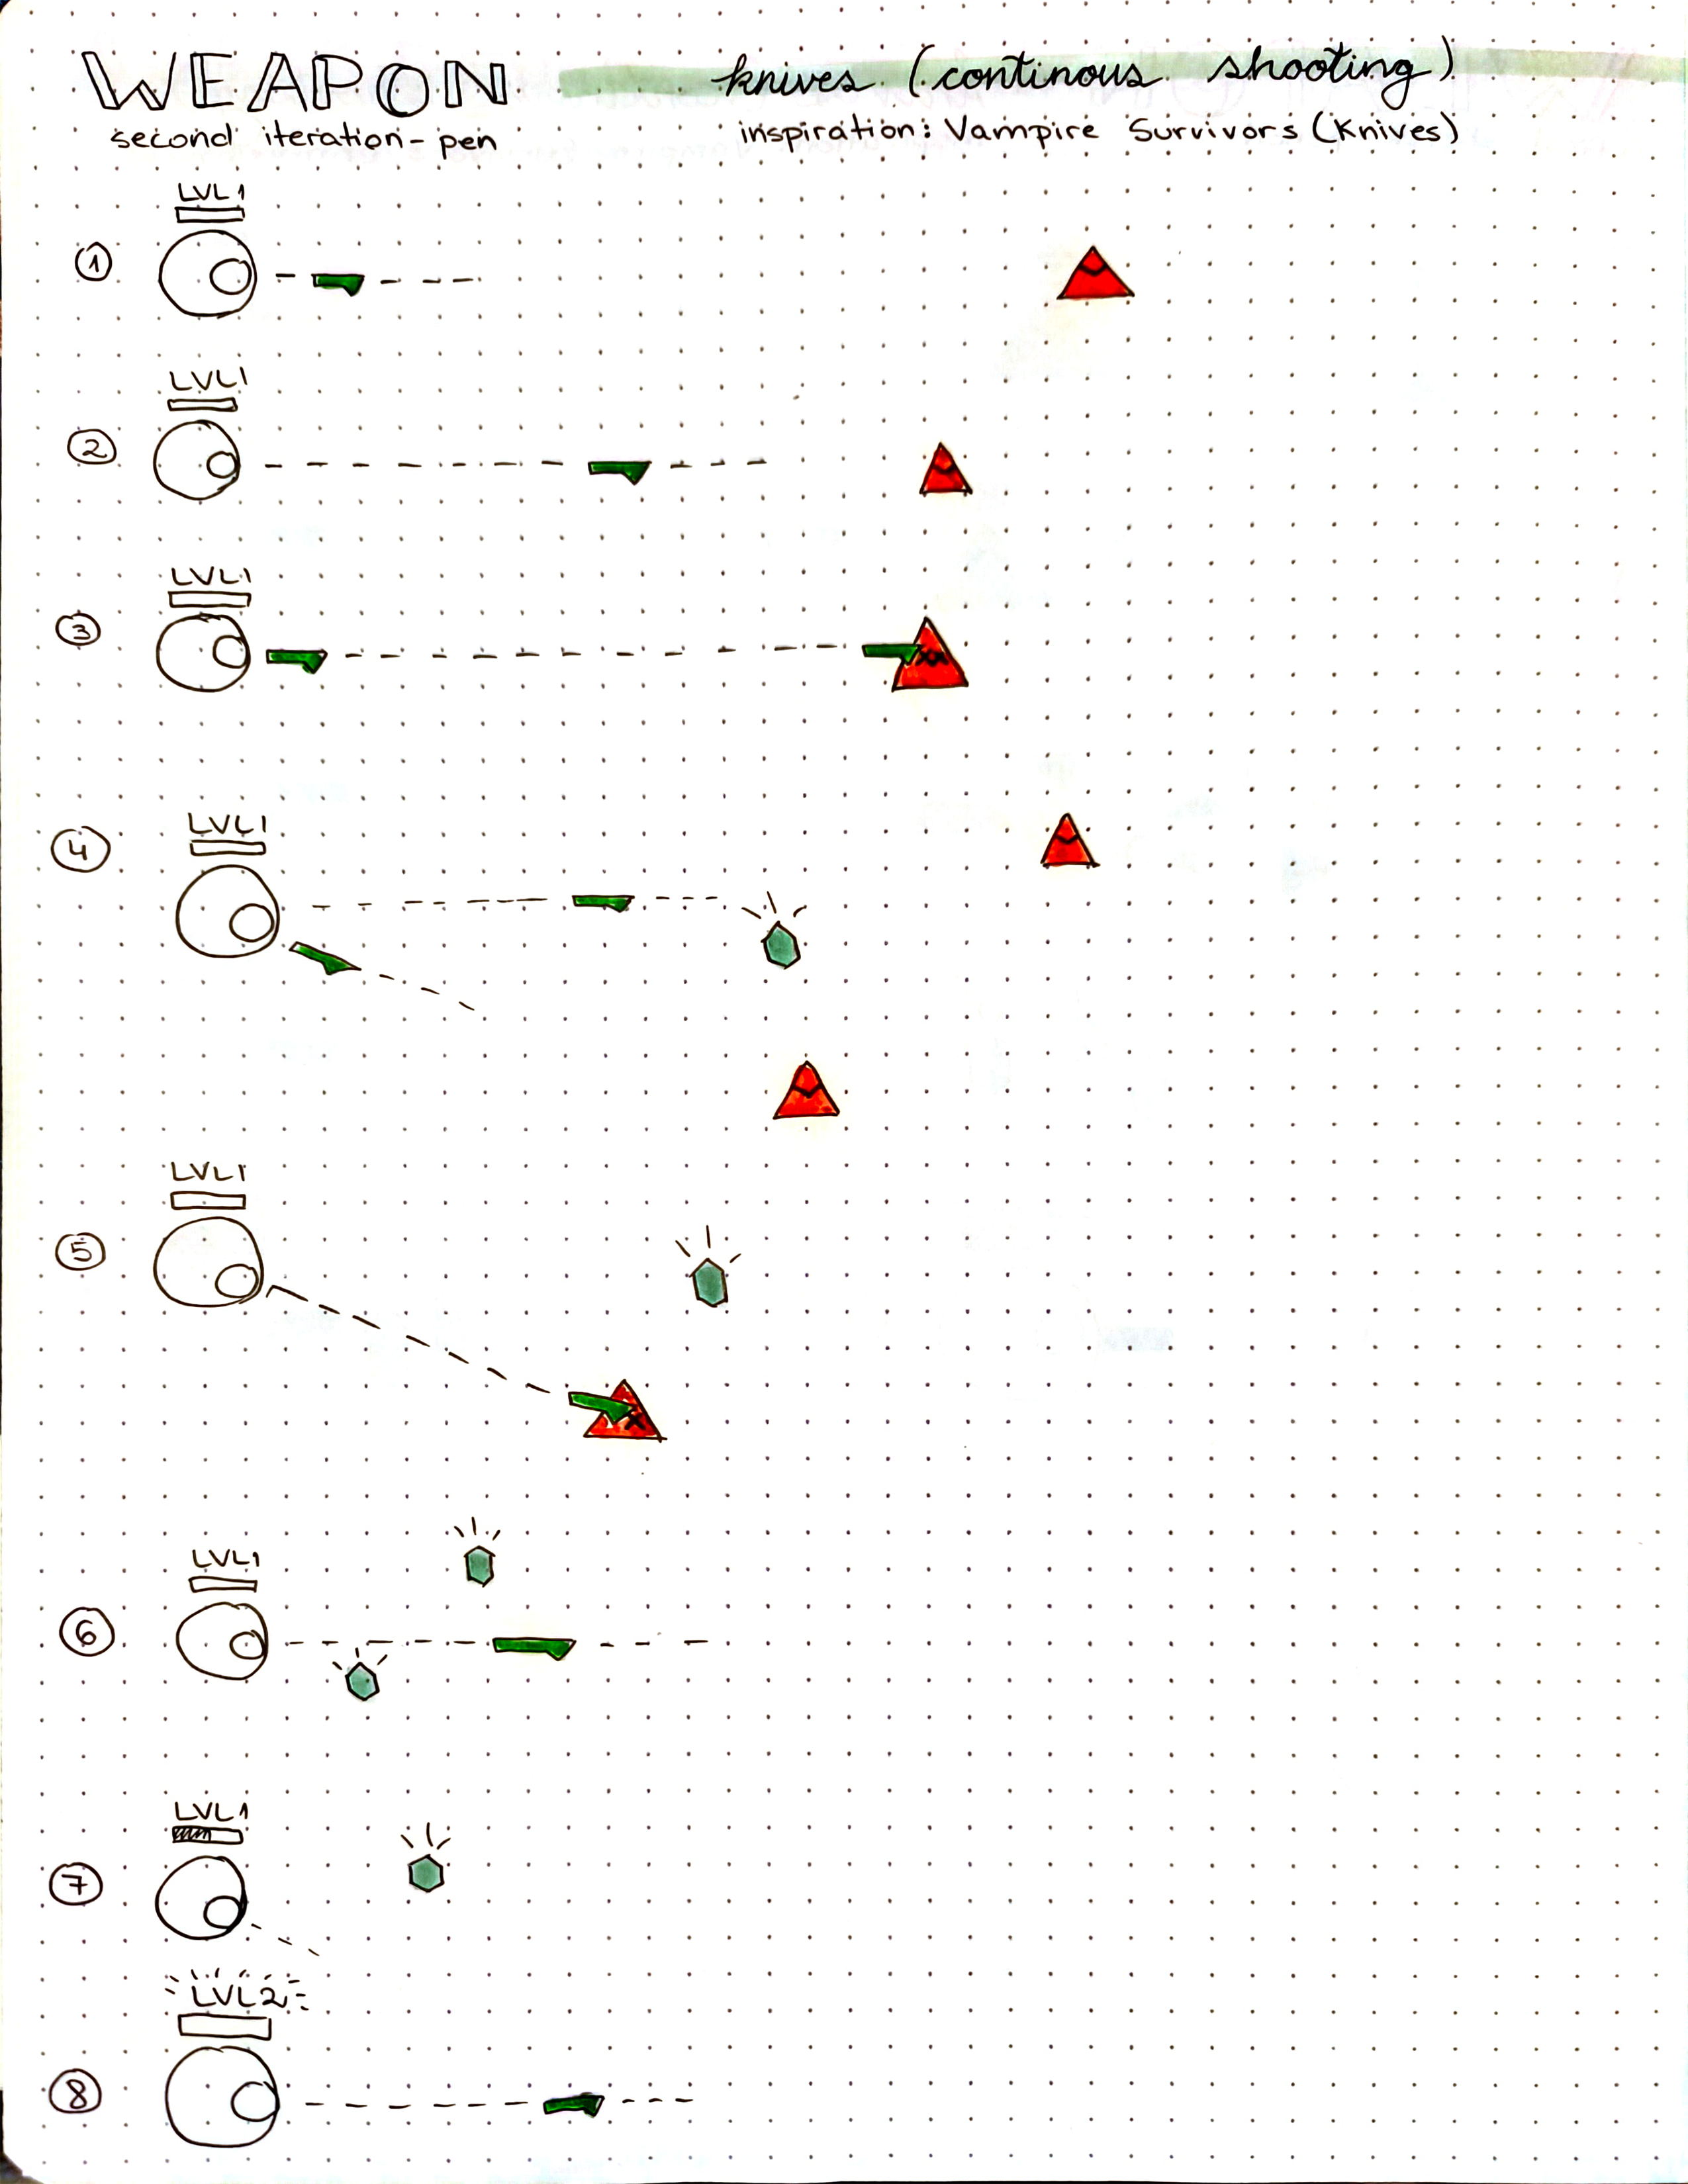 WEAPON knives (continous shooting)
second iteration - pen inspiration: Vampire Survivors (Knives)
LVL1
1
LVL1
2
LVL1
3
LVL1
4
LVL1
5
LVL1
6
LVL1
7
LVL2
8